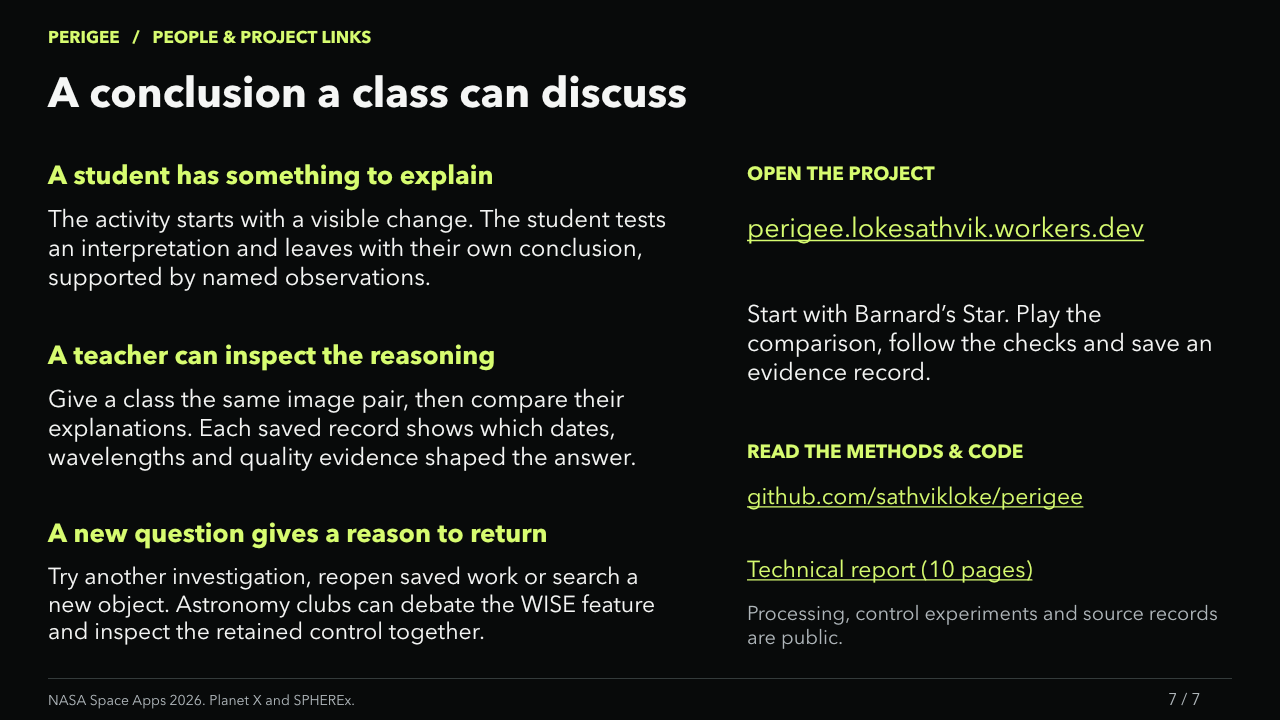 PERIGEE / PEOPLE & PROJECT LINKS
A conclusion a class can discuss
A student has something to explain
The activity starts with a visible change. The student tests
an interpretation and leaves with their own conclusion,
supported by named observations.
A teacher can inspect the reasoning
Give a class the same image pair, then compare their
explanations. Each saved record shows which dates,
wavelengths and quality evidence shaped the answer.
A new question gives a reason to return
Try another investigation, reopen saved work or search a
new object. Astronomy clubs can debate the WISE feature
and inspect the retained control together.
OPEN THE PROJECT
perigee.lokesathvik.workers.dev
Start with Barnard’s Star. Play the
comparison, follow the checks and save an
evidence record.
READ THE METHODS & CODE
github.com/sathvikloke/perigee
Technical report (10 pages)
Processing, control experiments and source records
are public.
NASA Space Apps 2026. Planet X and SPHEREx.
7 / 7